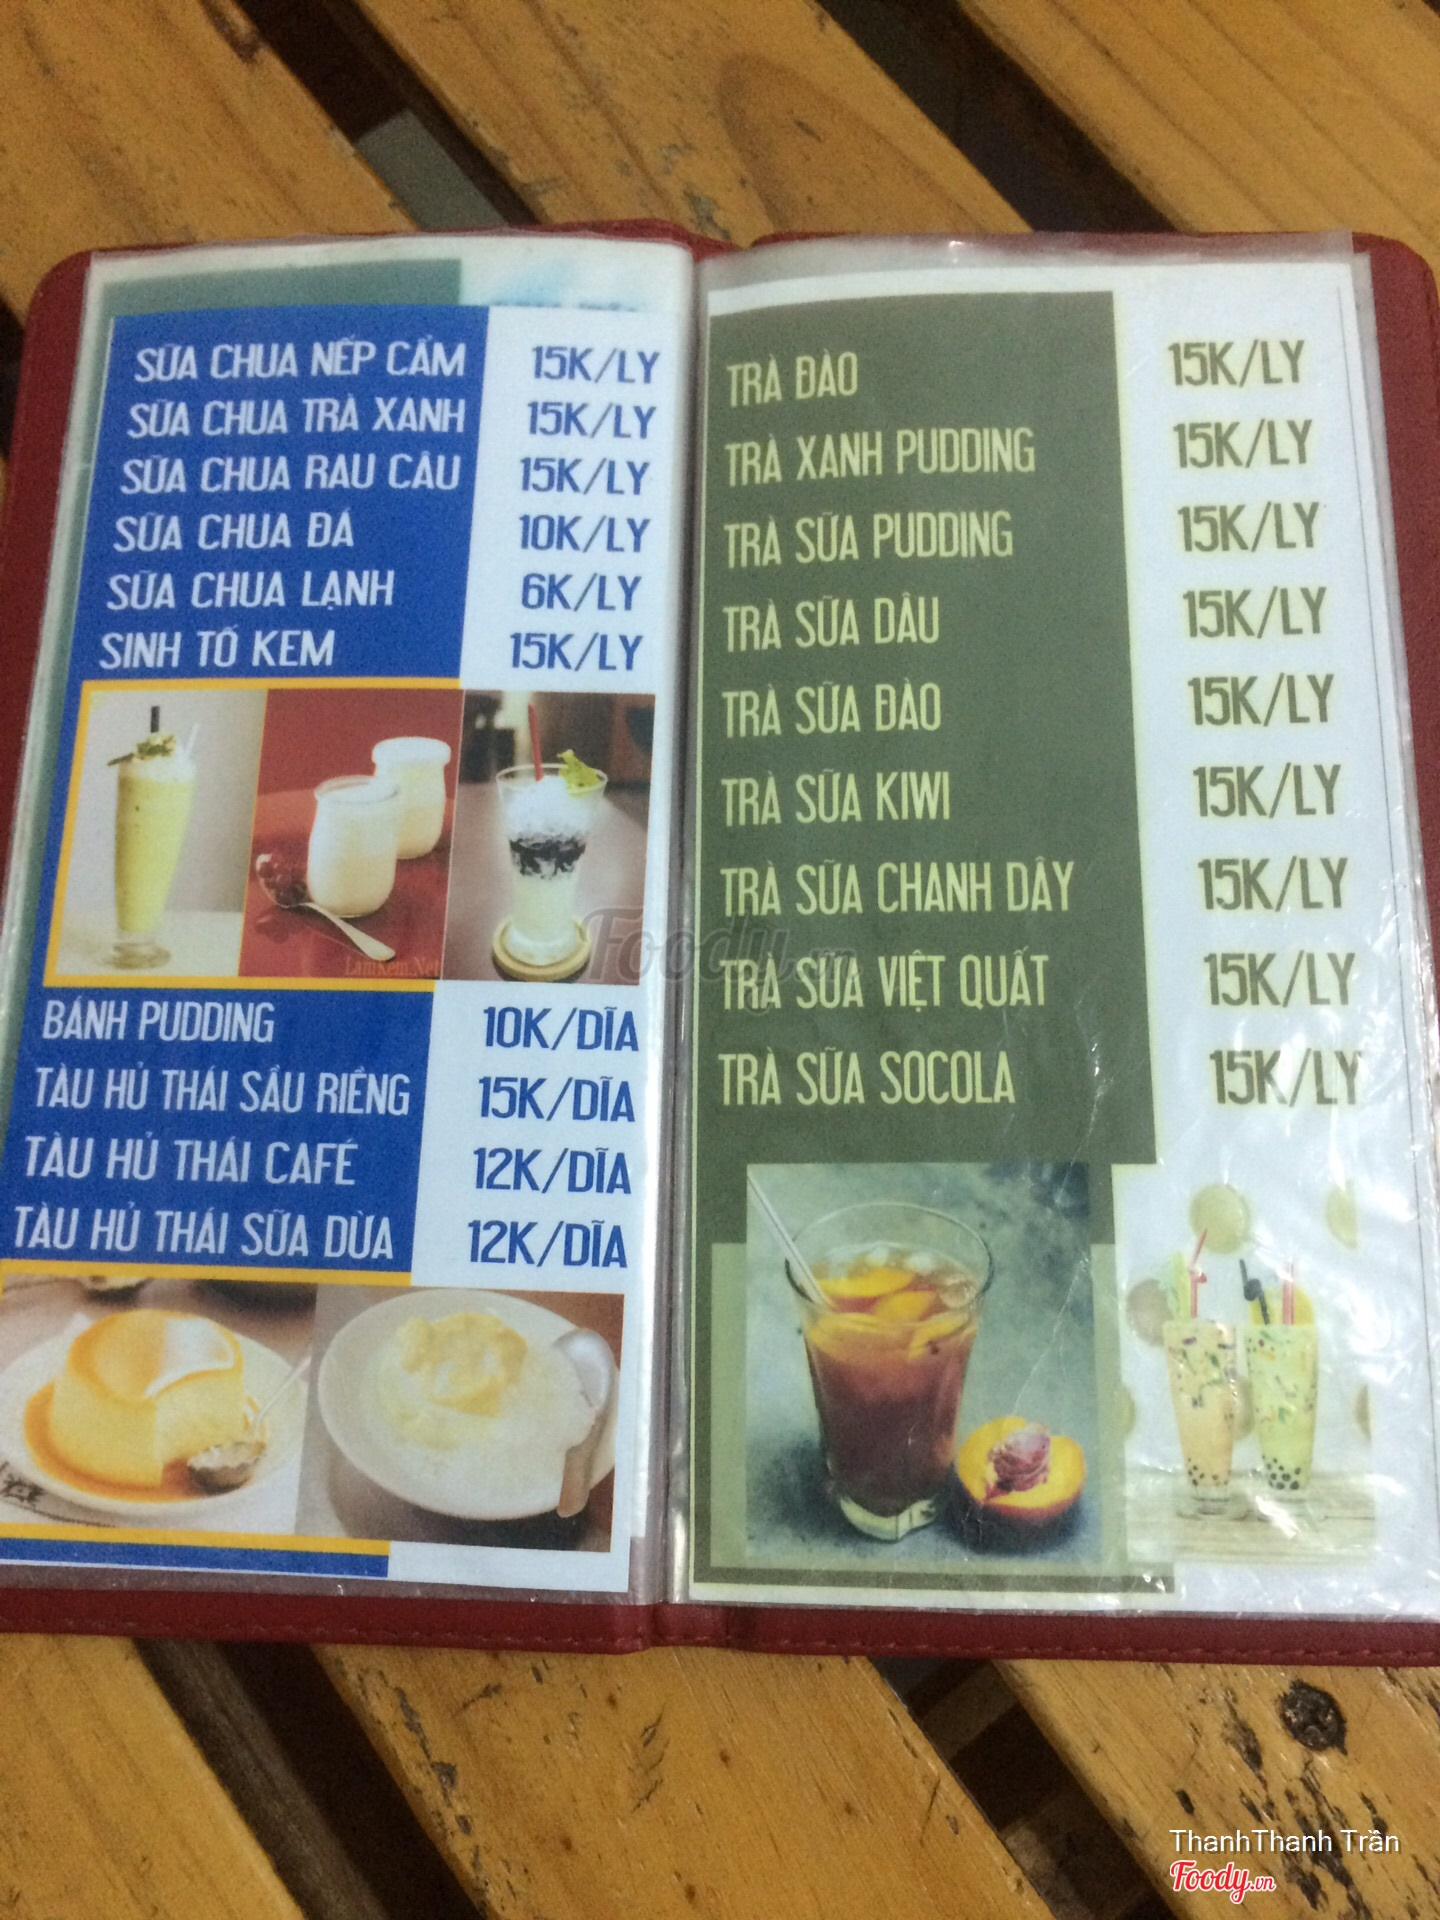 SỮA CHUA NẾP CẨM 15K/LY
SỮA CHUA TRÀ XANH 15K/LY
SỮA CHUA RAU CÂU 15K/LY
SỮA CHUA ĐÁ 10K/LY
SỮA CHUA LẠNH 6K/LY
SINH TỐ KEM 15K/LY
LamKem.Net
BÁNH PUDDING 10K/DĨA
TÀU HỦ THÁI SẦU RIÊNG 15K/DĨA
TÀU HỦ THÁI CAFÉ 12K/DĨA
TÀU HỦ THÁI SỮA DỪA 12K/DĨA
TRÀ ĐÀO 15K/LY
TRÀ XANH PUDDING 15K/LY
TRÀ SỮA PUDDING 15K/LY
TRÀ SỮA DÂU 15K/LY
TRÀ SỮA ĐÀO 15K/LY
TRÀ SỮA KIWI 15K/LY
TRÀ SỮA CHANH DÂY 15K/LY
TRÀ SỮA VIỆT QUẤT 15K/LY
TRÀ SỮA SOCOLA 15K/LY
Foody.vn
ThanhThanh Trần
Foody.vn